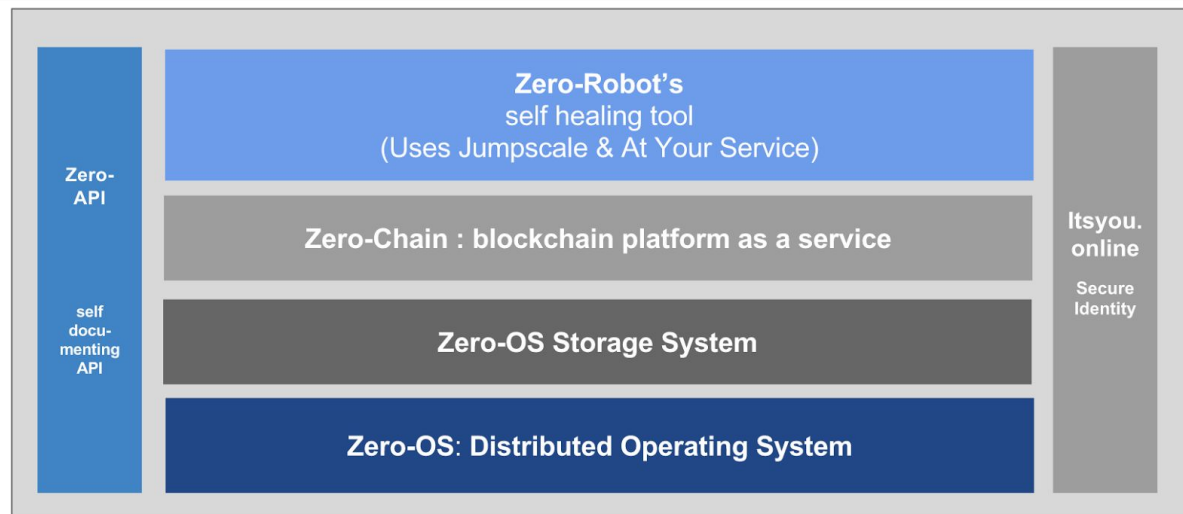 Zero-
API
self
docu-
menting
API
Zero-Robot's
self healing tool
(Uses Jumpscale & At Your Service)
Zero-Chain : blockchain platform as a service
Zero-OS Storage System
Zero-OS: Distributed Operating System
Itsyou.
online
Secure
Identity